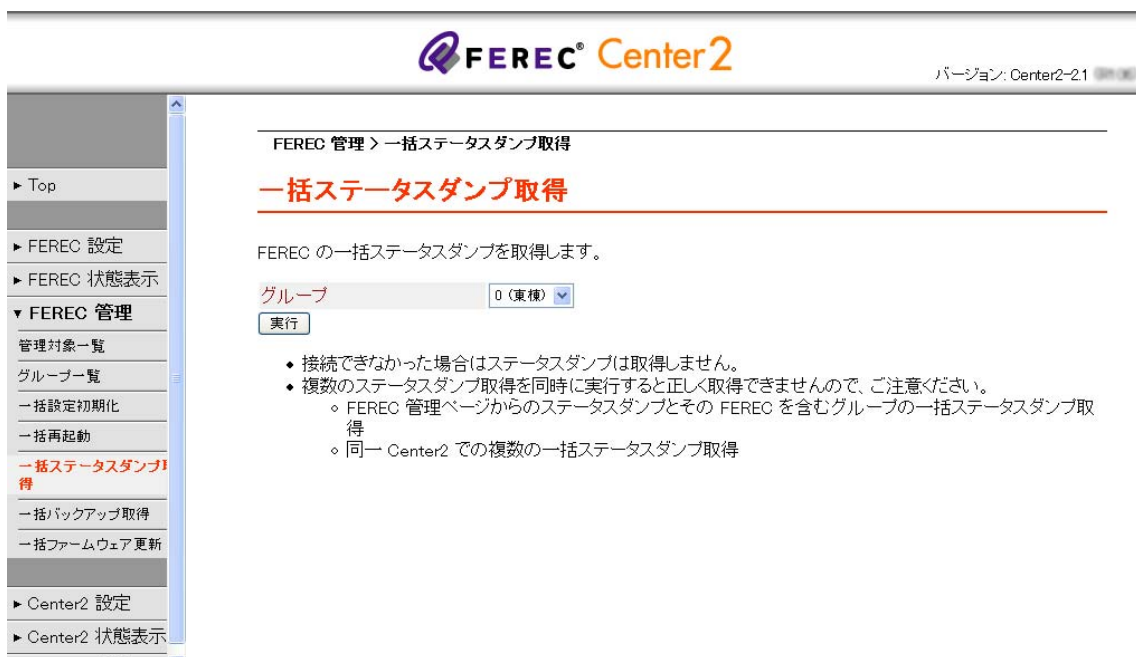 FEREC® Center2
バージョン: Center2-2.1
► Top
► FEREC 設定
► FEREC 状態表示
▼ FEREC 管理
管理対象一覧
グループ一覧
一括設定初期化
一括再起動
一括ステータスダンプ取
得
一括バックアップ取得
一括ファームウェア更新
► Center2 設定
► Center2 状態表示
FEREC 管理 > 一括ステータスダンプ取得
一括ステータスダンプ取得
FEREC の一括ステータスダンプを取得します。
グループ 0 (東棟)
実行
• 接続できなかった場合はステータスダンプは取得しません。
• 複数のステータスダンプ取得を同時に実行すると正しく取得できませんので、ご注意ください。
○ FEREC 管理ページからのステータスダンプとその FEREC を含むグループの一括ステータスダンプ取
得
○ 同一 Center2 での複数の一括ステータスダンプ取得